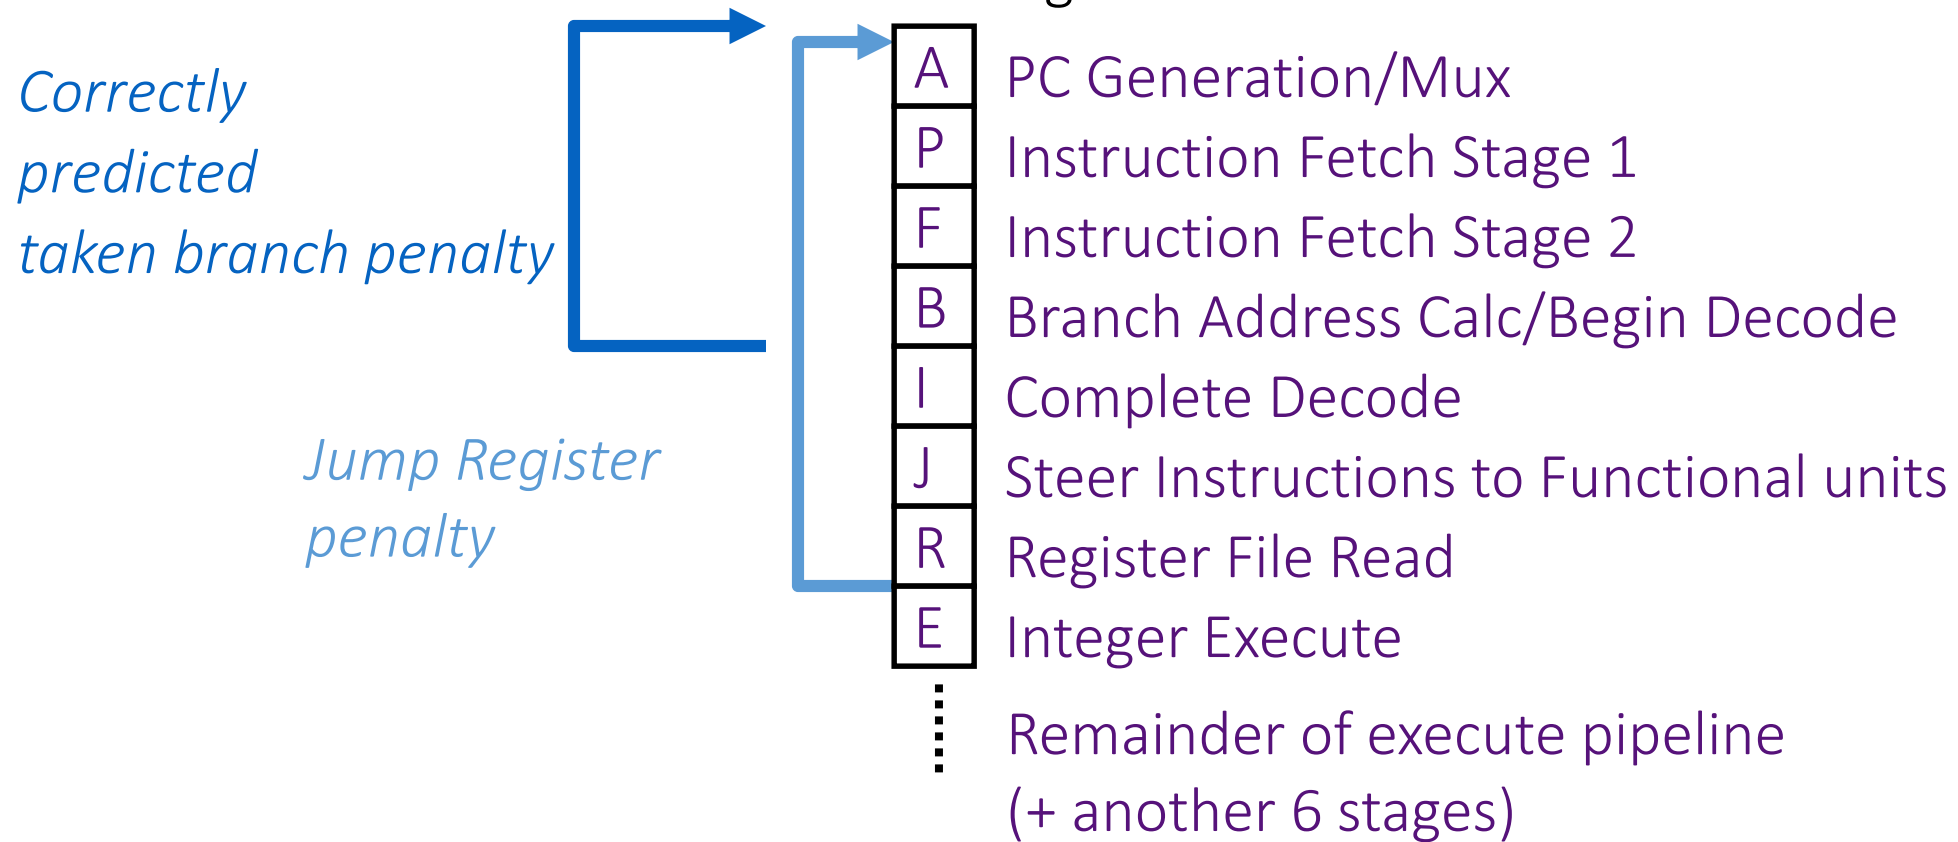 Correctly
predicted
taken branch penalty
Jump Register
penalty
A PC Generation/Mux
P Instruction Fetch Stage 1
F Instruction Fetch Stage 2
B Branch Address Calc/Begin Decode
I Complete Decode
J Steer Instructions to Functional units
R Register File Read
E Integer Execute
Remainder of execute pipeline
(+ another 6 stages)